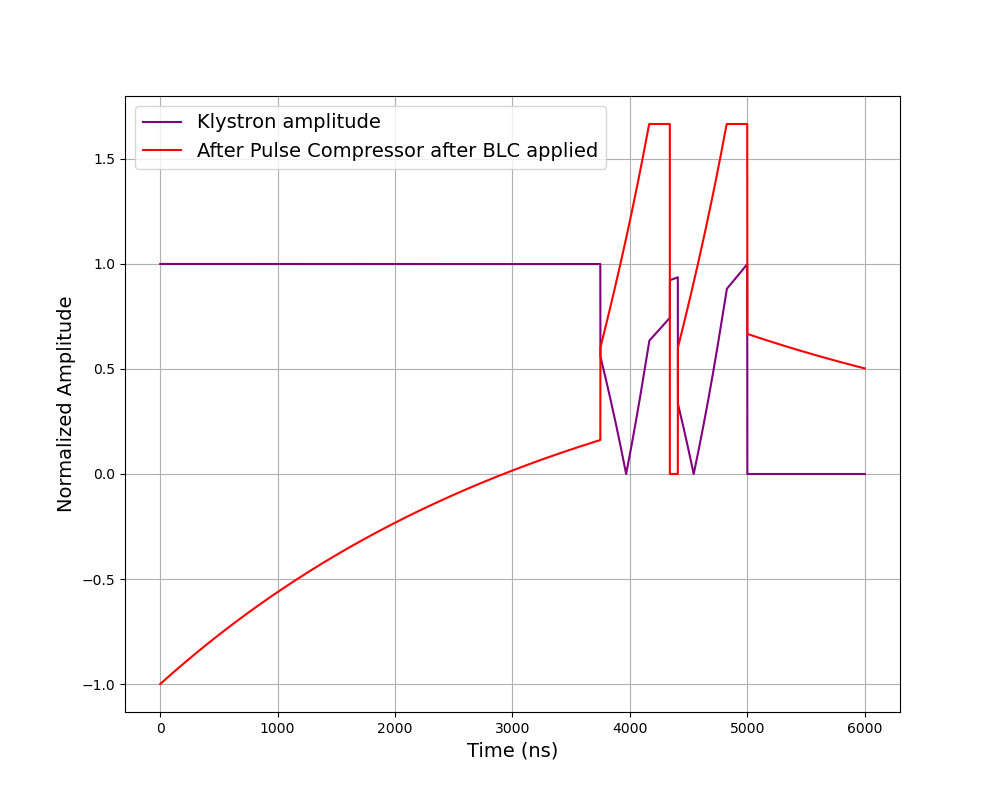 Klystron amplitude
After Pulse Compressor after BLC applied
Normalized Amplitude
1.5
1.0
0.5
0.0
−0.5
−1.0
0 1000 2000 3000 4000 5000 6000
Time (ns)